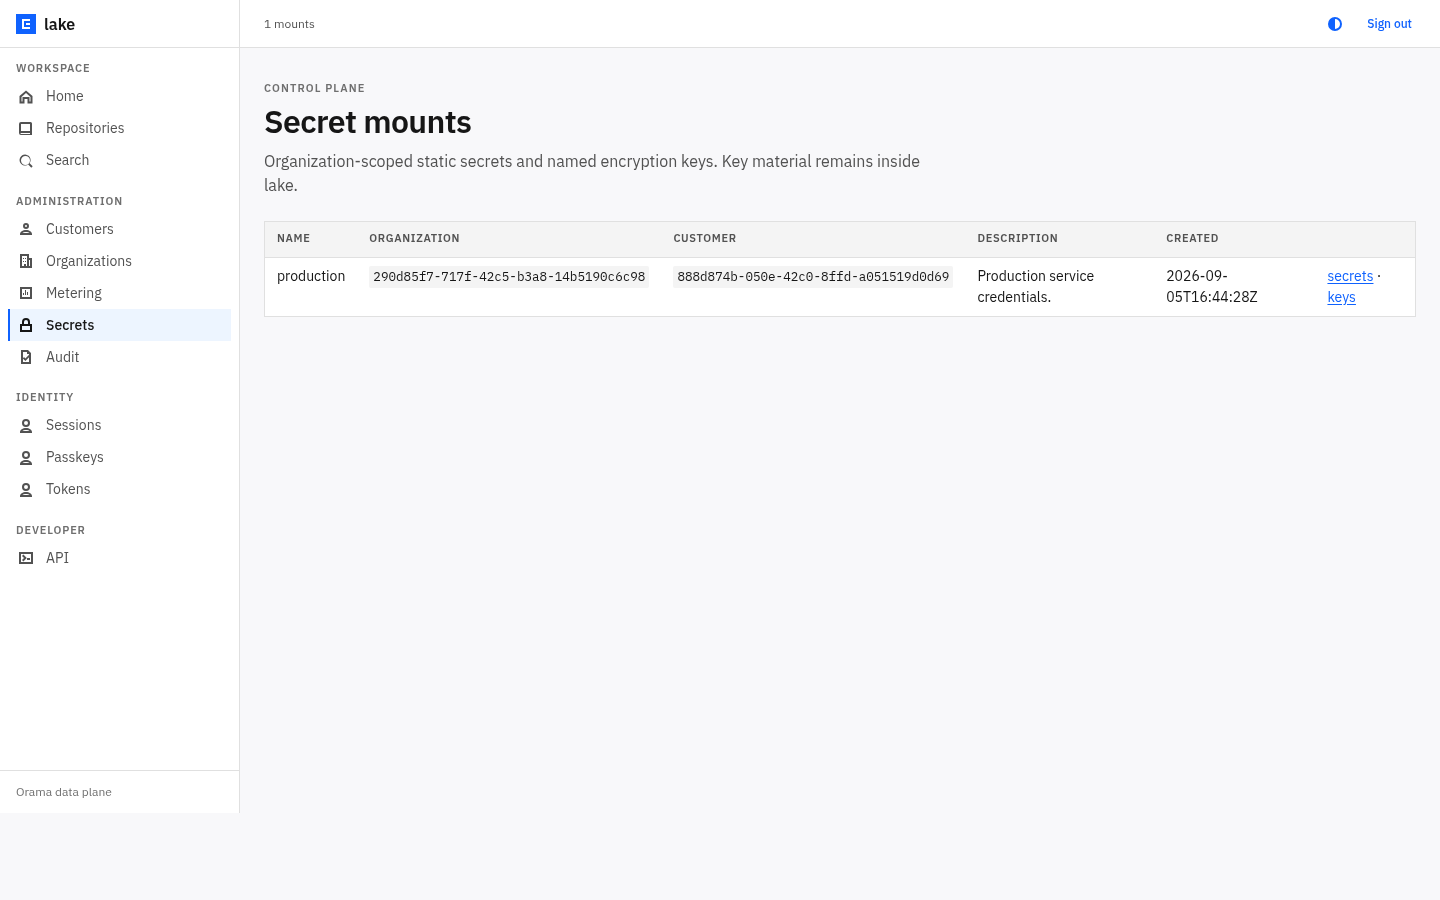 lake
1 mounts
Sign out
WORKSPACE
Home
Repositories
Search
ADMINISTRATION
Customers
Organizations
Metering
Secrets
Audit
IDENTITY
Sessions
Passkeys
Tokens
DEVELOPER
API
Orama data plane
CONTROL PLANE
Secret mounts
Organization-scoped static secrets and named encryption keys. Key material remains inside
lake.
NAME ORGANIZATION CUSTOMER DESCRIPTION CREATED
production 290d85f7-717f-42c5-b3a8-14b5190c6c98 888d874b-050e-42c0-8ffd-a051519d0d69 Production service 2026-09- secrets ·
credentials. 05T16:44:28Z keys